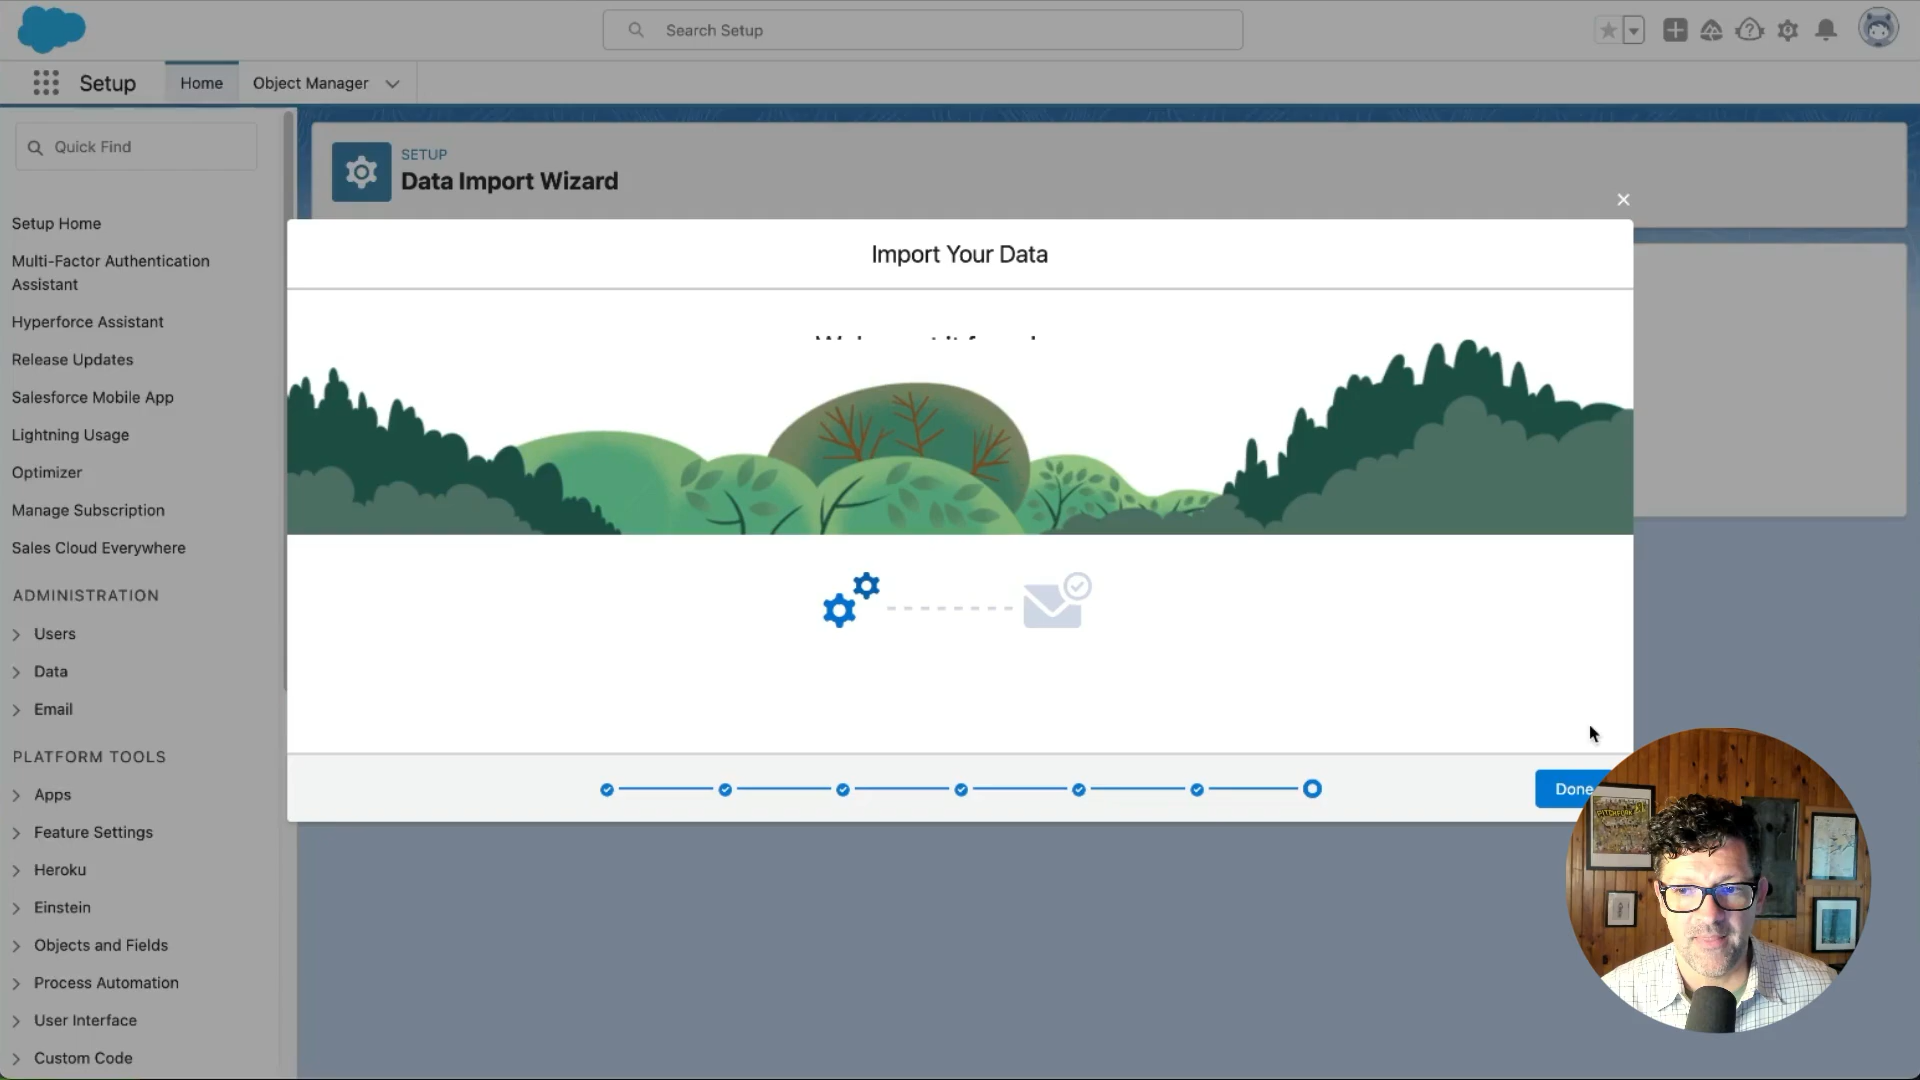 Search Setup
Setup
Home
Object Manager
Quick Find
SETUP
Data Import Wizard
Setup Home
Multi-Factor Authentication
Assistant
Hyperforce Assistant
Release Updates
Salesforce Mobile App
Lightning Usage
Optimizer
Manage Subscription
Sales Cloud Everywhere
ADMINISTRATION
Users
Data
Email
PLATFORM TOOLS
Apps
Feature Settings
Heroku
Einstein
Objects and Fields
Process Automation
User Interface
Custom Code
Import Your Data
Done
PITCHFORK